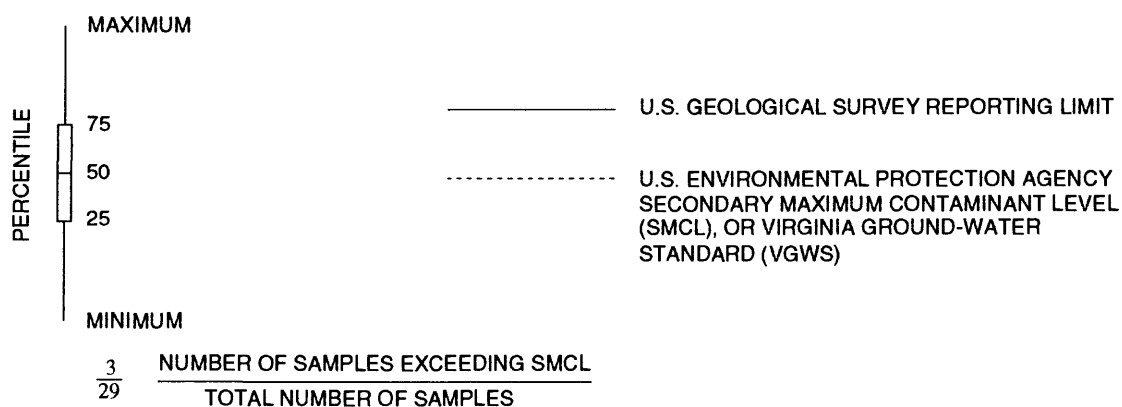 MAXIMUM
PERCENTILE
75
50
25
MINIMUM
U.S. GEOLOGICAL SURVEY REPORTING LIMIT
U.S. ENVIRONMENTAL PROTECTION AGENCY
SECONDARY MAXIMUM CONTAMINANT LEVEL
(SMCL), OR VIRGINIA GROUND-WATER
STANDARD (VGWS)
3
29
NUMBER OF SAMPLES EXCEEDING SMCL
TOTAL NUMBER OF SAMPLES